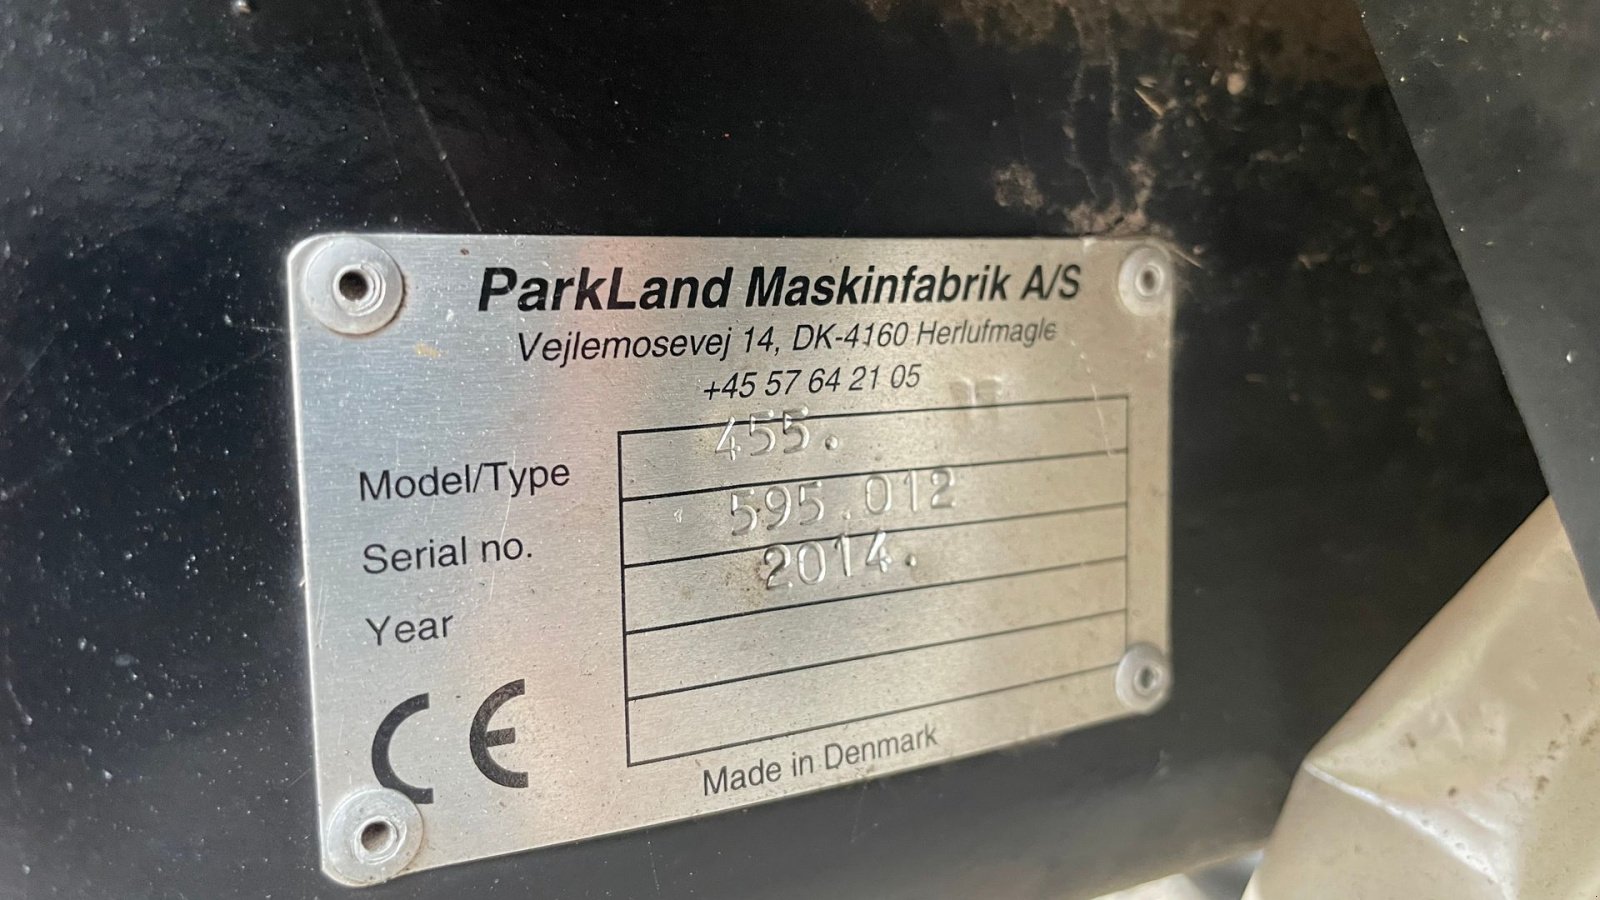 ParkLand Maskinfabrik A/S
Vejlemosevej 14, DK-4160 Herlufmagle
+45 57 64 21 05
Model/Type 455.
Serial no. 595.012
Year 2014.
CE
Made in Denmark